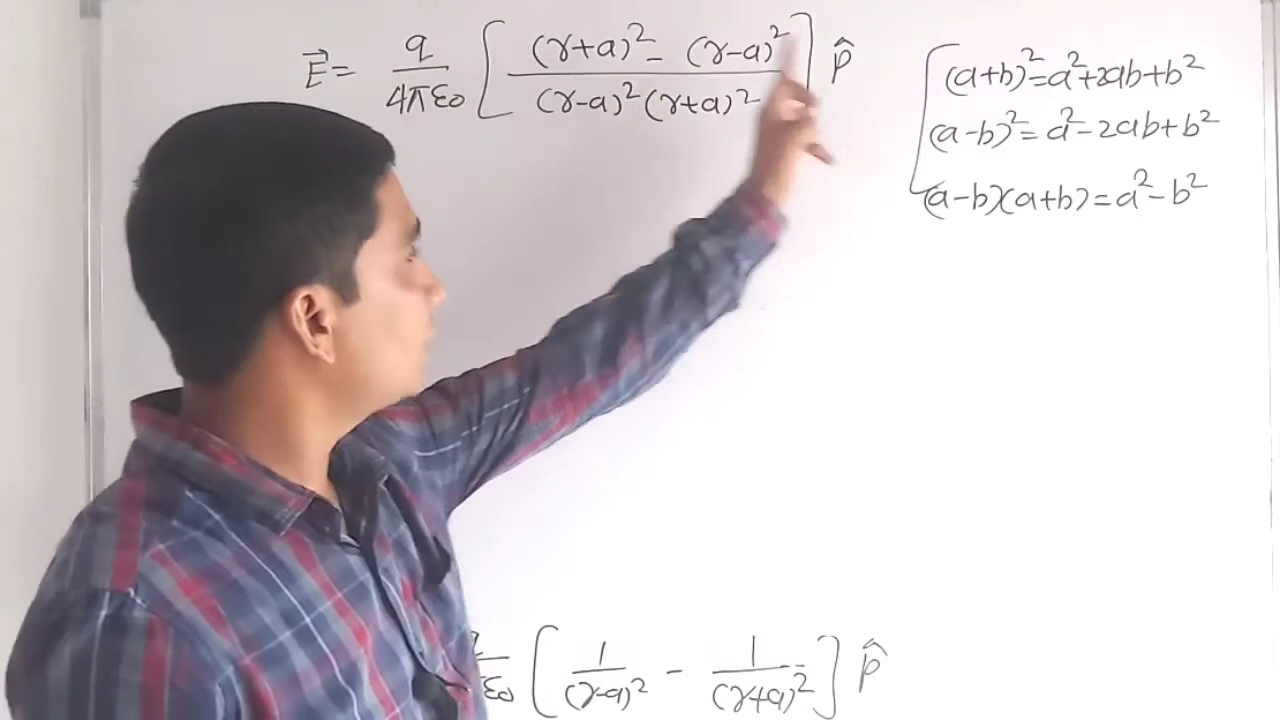 E⃗ = q/4πε₀ [ (r+a)² - (r-a)² / (r-a)² (r+a)² ] p̂
(a+b)² = a²+2ab+b²
(a-b)² = a²-2ab+b²
(a-b)(a+b) = a²-b²
ε₀ [ 1/(r-a)² - 1/(r+a)² ] p̂